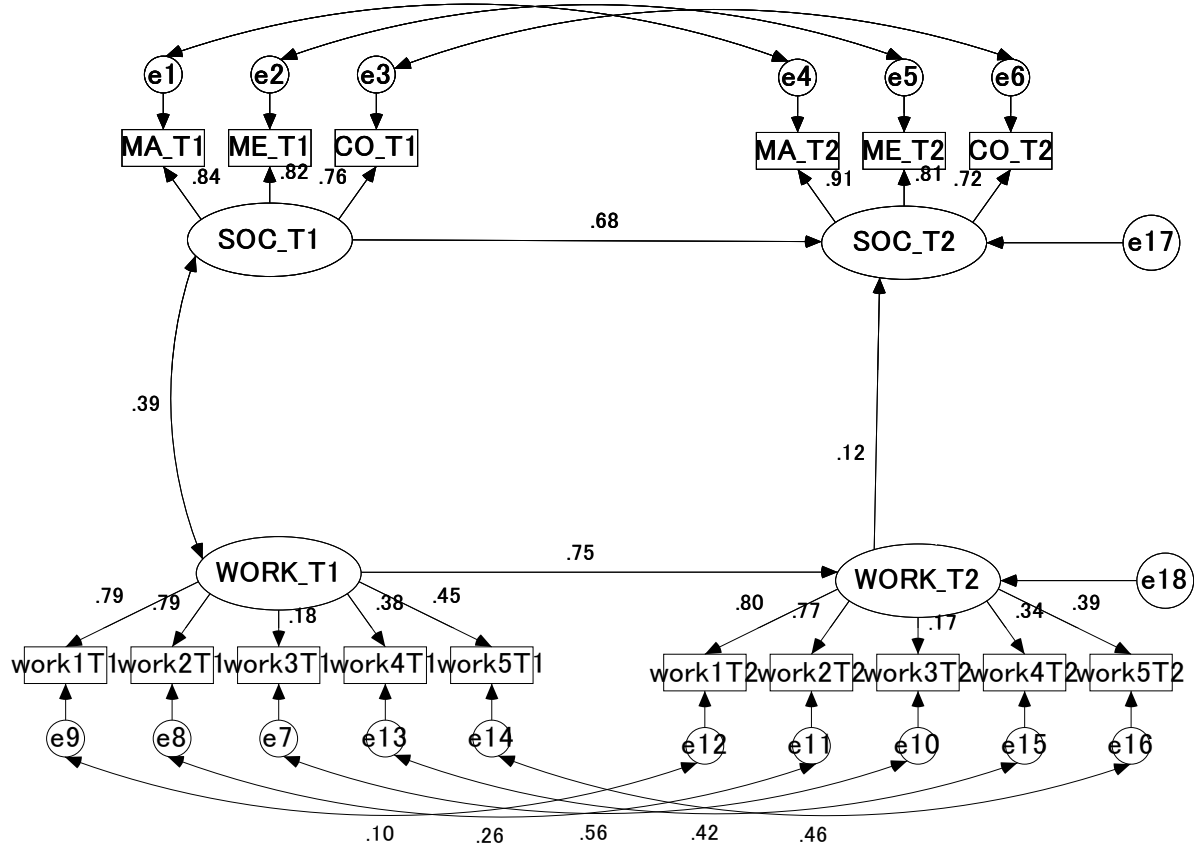 e1 e2 e3 e4 e5 e6
MA_T1 ME_T1 CO_T1 MA_T2 ME_T2 CO_T2
.84 .82 .76 .91 .81 .72
SOC_T1 .68 SOC_T2 e17
.39 .12
WORK_T1 .75 WORK_T2 e18
.79 .79 .18 .38 .45 .80 .77 .17 .34 .39
work1T1 work2T1 work3T1 work4T1 work5T1 work1T2 work2T2 work3T2 work4T2 work5T2
e9 e8 e7 e13 e14 e12 e11 e10 e15 e16
.10 .26 .56 .42 .46